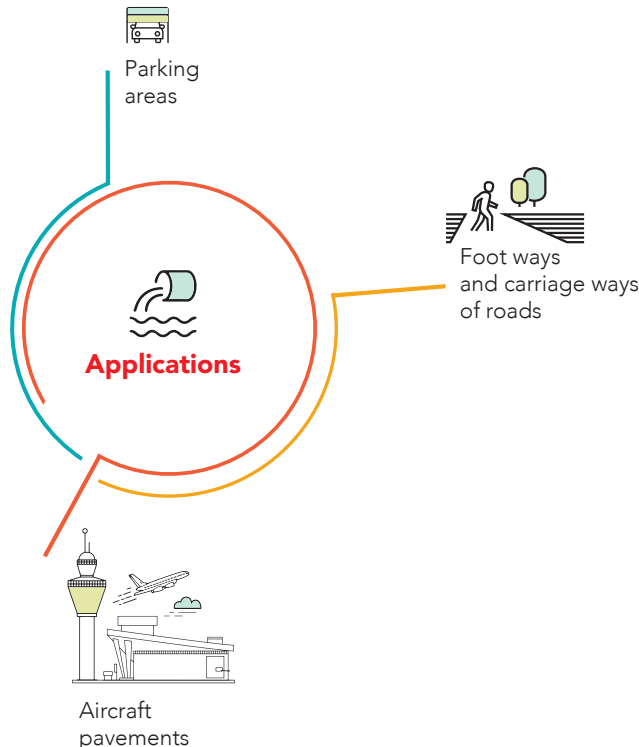 Parking
areas
Foot ways
and carriage ways
of roads
Applications
Aircraft
pavements